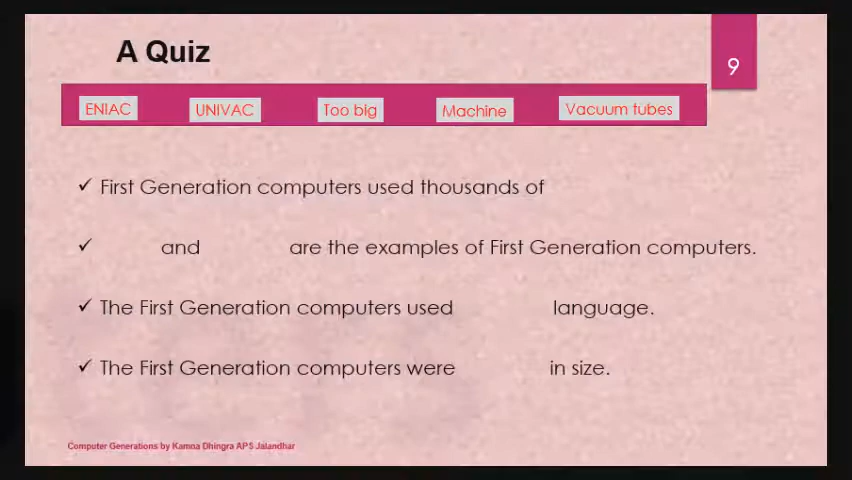 A Quiz
9
ENIAC UNIVAC Too big Machine Vacuum tubes
✓ First Generation computers used thousands of
✓ and are the examples of First Generation computers.
✓ The First Generation computers used language.
✓ The First Generation computers were in size.
Computer Generations by Kamna Dhingra APS Jalandhar